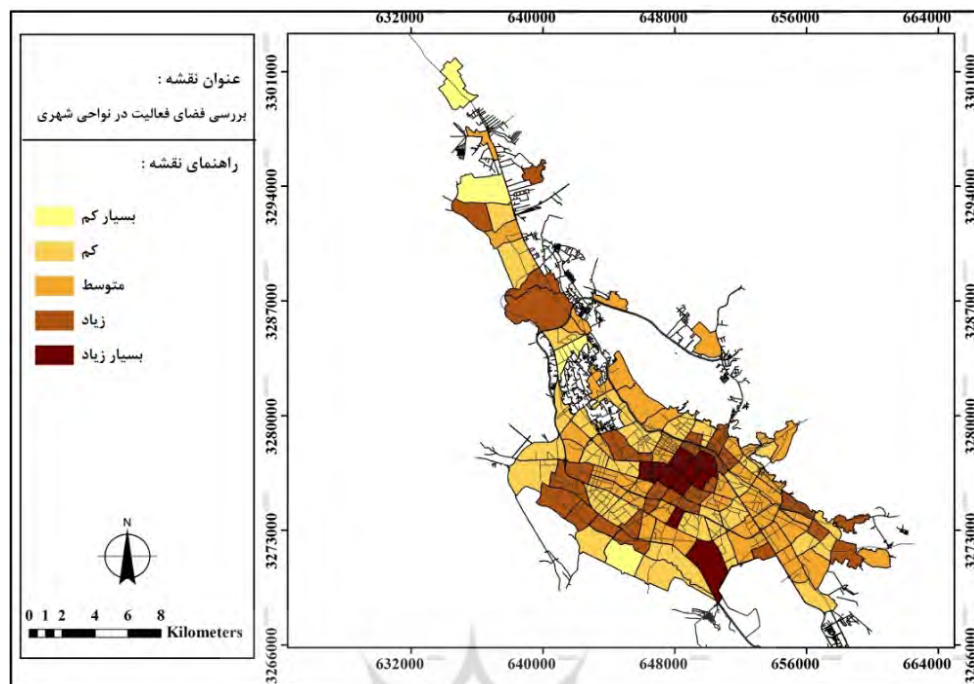 632000 640000 648000 656000 664000
عنوان نقشه :
بررسی فضای فعالیت در نواحی شهری
راهنمای نقشه :
بسیار کم
کم
متوسط
زیاد
بسیار زیاد
N
0 1 2 4 6 8
Kilometers
3301000
3294000
3287000
3280000
3273000
3266000
3301000
3294000
3287000
3280000
3273000
3266000
632000 640000 648000 656000 664000